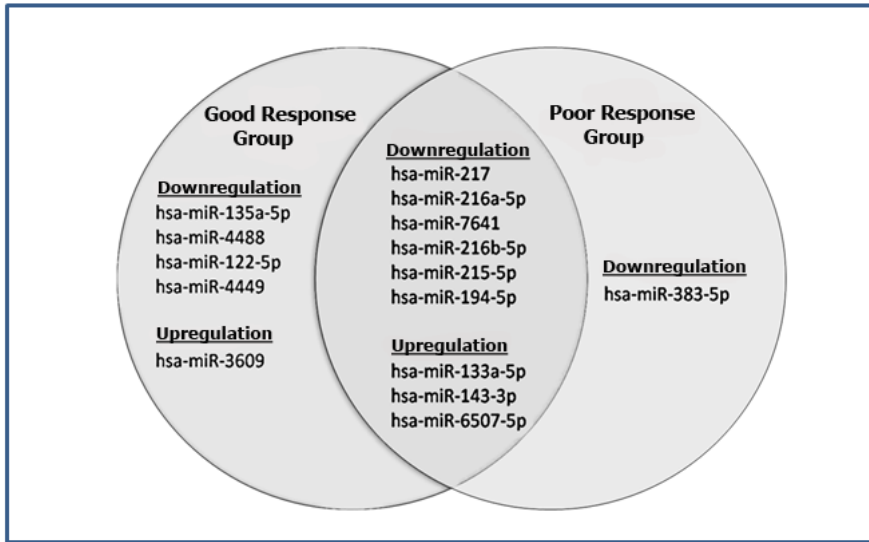 Good Response
Group
Downregulation
hsa-miR-135a-5p
hsa-miR-4488
hsa-miR-122-5p
hsa-miR-4449
Upregulation
hsa-miR-3609
Downregulation
hsa-miR-217
hsa-miR-216a-5p
hsa-miR-7641
hsa-miR-216b-5p
hsa-miR-215-5p
hsa-miR-194-5p
Upregulation
hsa-miR-133a-5p
hsa-miR-143-3p
hsa-miR-6507-5p
Poor Response
Group
Downregulation
hsa-miR-383-5p